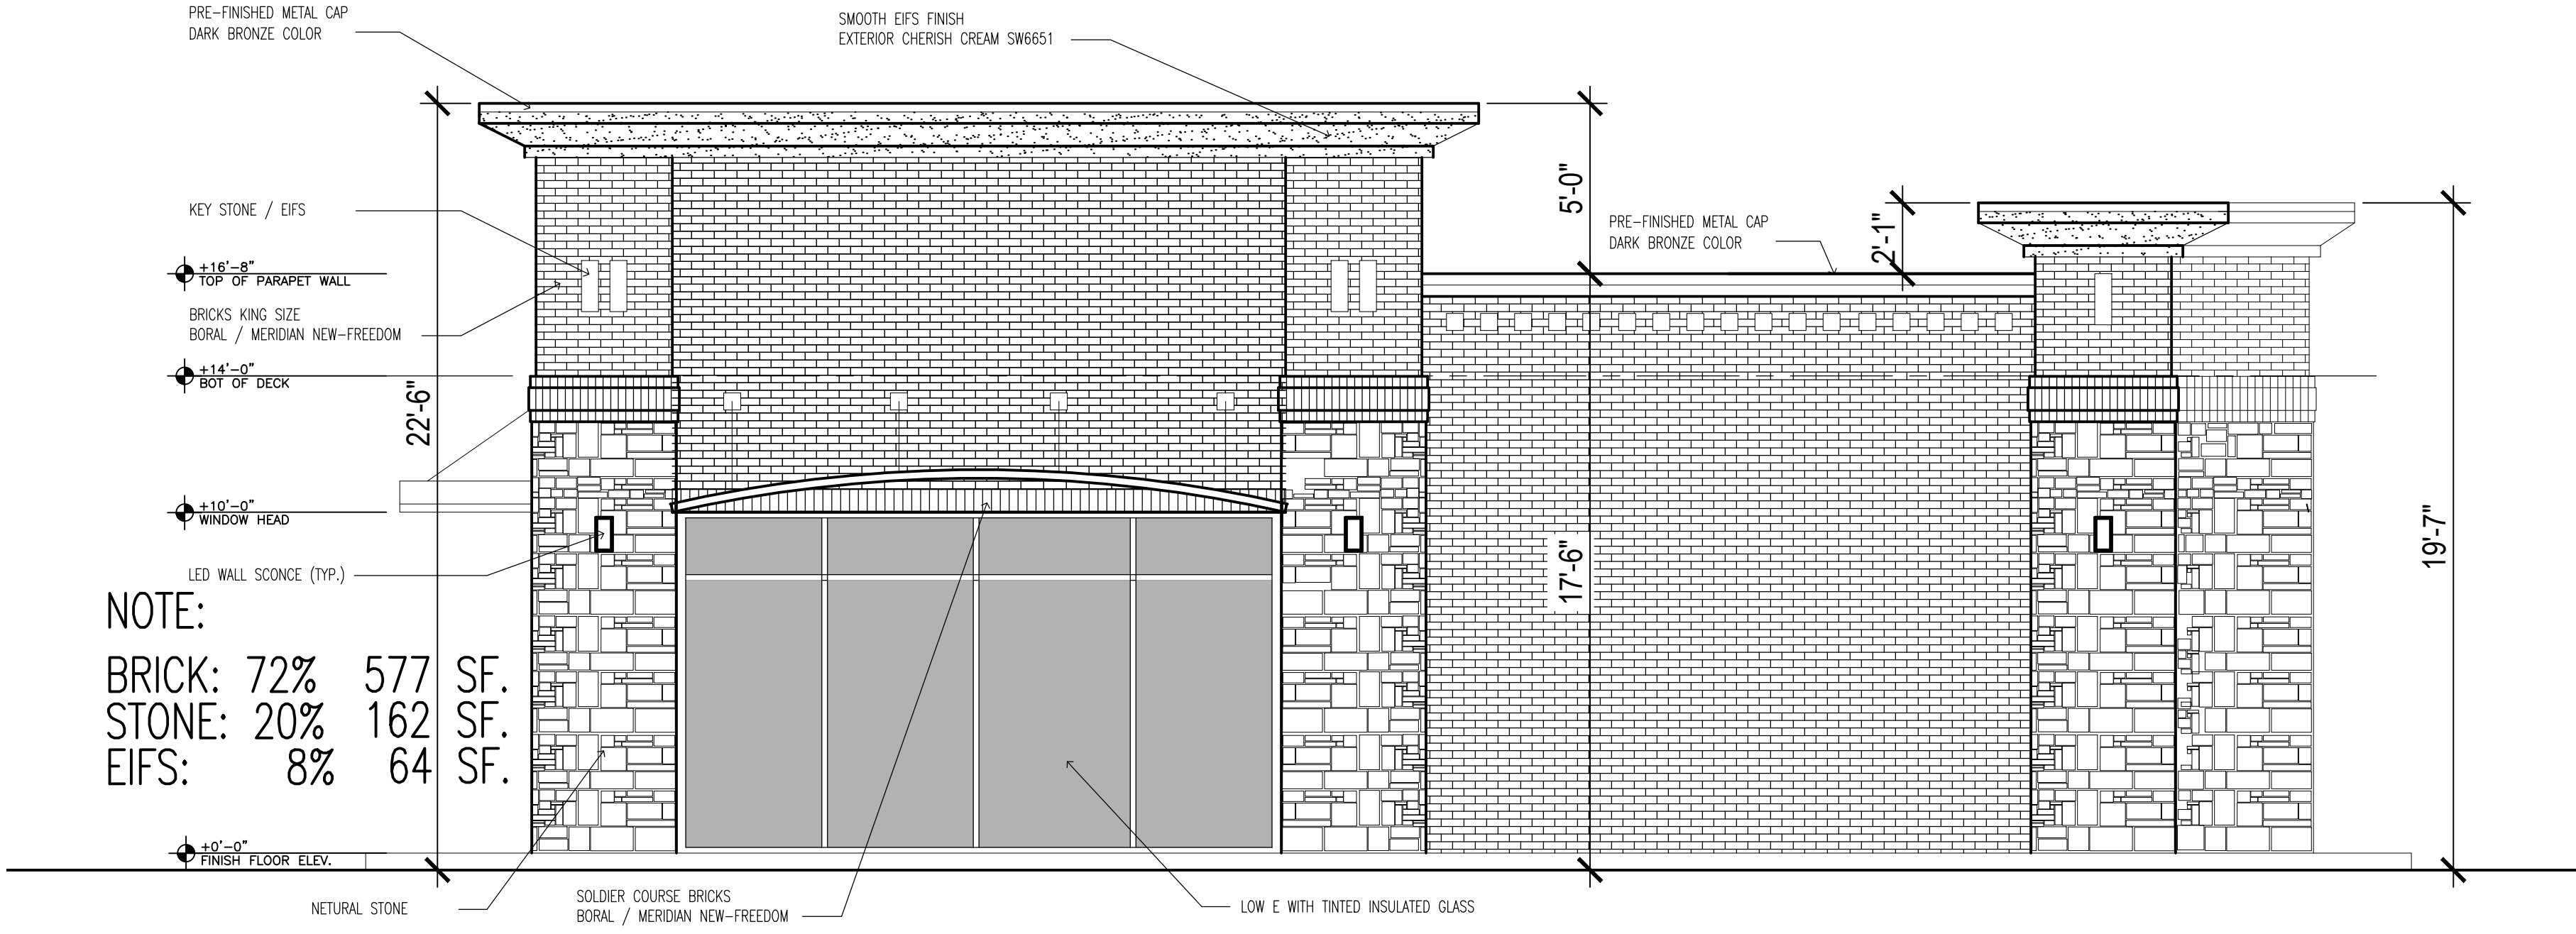 PRE-FINISHED METAL CAP
DARK BRONZE COLOR
SMOOTH EIFS FINISH
EXTERIOR CHERISH CREAM SW6651
KEY STONE / EIFS
+16'-8"
TOP OF PARAPET WALL
BRICKS KING SIZE
BORAL / MERIDIAN NEW-FREEDOM
+14'-0"
BOT OF DECK
22'-6"
+10'-0"
WINDOW HEAD
LED WALL SCONCE (TYP.)
NOTE:
BRICK: 72% 577 SF.
STONE: 20% 162 SF.
EIFS: 8% 64 SF.
+0'-0"
FINISH FLOOR ELEV.
NETURAL STONE
SOLDIER COURSE BRICKS
BORAL / MERIDIAN NEW-FREEDOM
LOW E WITH TINTED INSULATED GLASS
5'-0"
17'-6"
PRE-FINISHED METAL CAP
DARK BRONZE COLOR
2'-1"
19'-7"